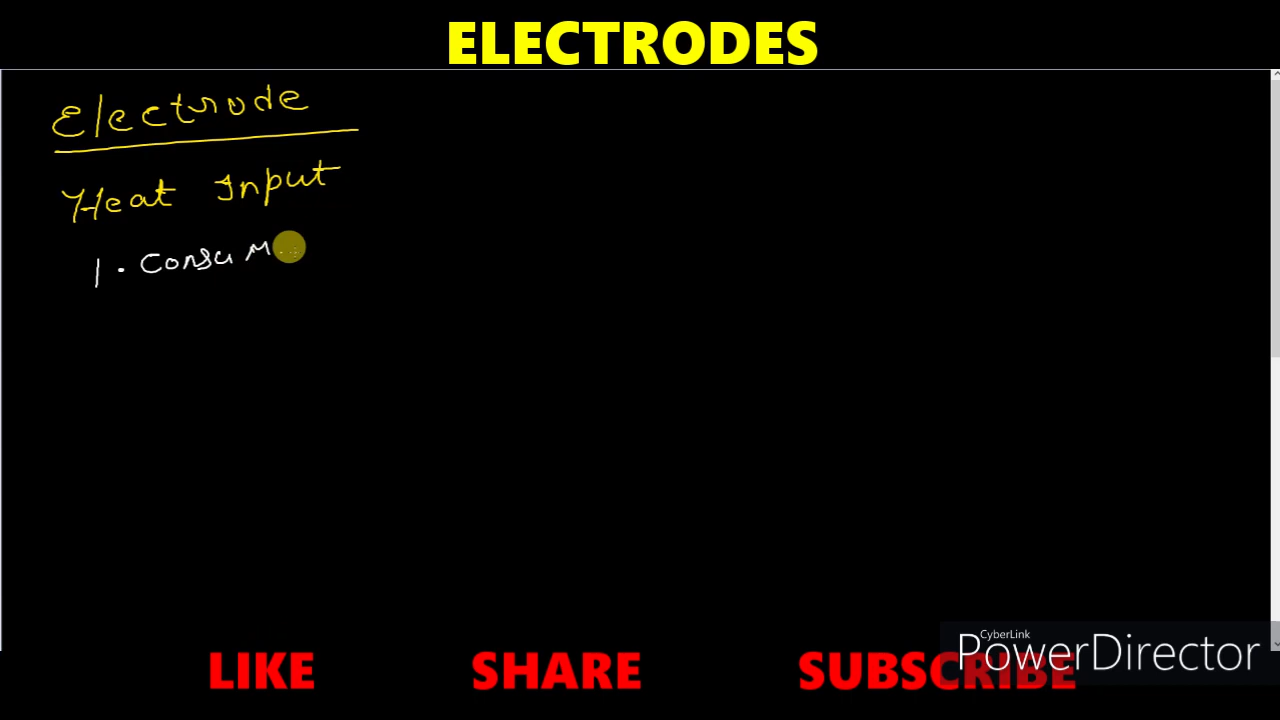 ELECTRODES
Electrode
Heat Input
1. Consum
LIKE SHARE SUBSCRIBE
CyberLink
PowerDirector